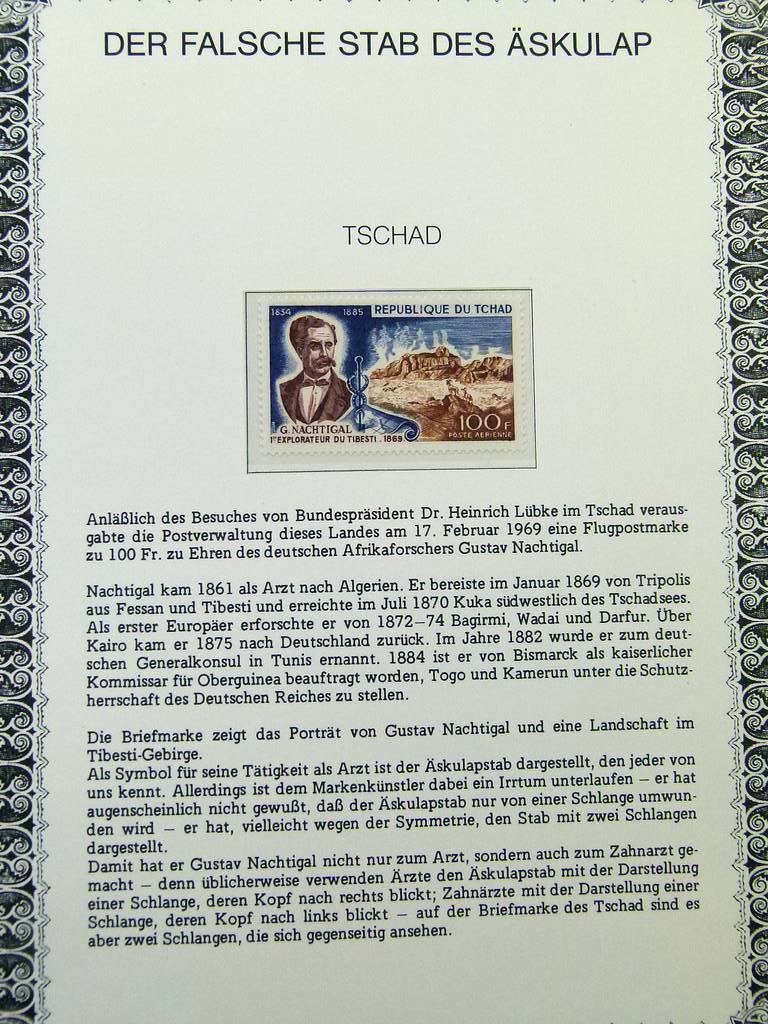 DER FALSCHE STAB DES ÄSKULAP
TSCHAD
1834 1885 REPUBLIQUE DU TCHAD
G. NACHTIGAL
1er EXPLORATEUR DU TIBESTI . 1869
100F
POSTE AERIENNE
Anläßlich des Besuches von Bundespräsident Dr. Heinrich Lübke im Tschad veraus-
gabte die Postverwaltung dieses Landes am 17. Februar 1969 eine Flugpostmarke
zu 100 Fr. zu Ehren des deutschen Afrikaforschers Gustav Nachtigal.
Nachtigal kam 1861 als Arzt nach Algerien. Er bereiste im Januar 1869 von Tripolis
aus Fessan und Tibesti und erreichte im Juli 1870 Kuka südwestlich des Tschadsees.
Als erster Europäer erforschte er von 1872–74 Bagirmi, Wadai und Darfur. Über
Kairo kam er 1875 nach Deutschland zurück. Im Jahre 1882 wurde er zum deut-
schen Generalkonsul in Tunis ernannt. 1884 ist er von Bismarck als kaiserlicher
Kommissar für Oberguinea beauftragt worden, Togo und Kamerun unter die Schutz-
herrschaft des Deutschen Reiches zu stellen.
Die Briefmarke zeigt das Porträt von Gustav Nachtigal und eine Landschaft im
Tibesti-Gebirge.
Als Symbol für seine Tätigkeit als Arzt ist der Äskulapstab dargestellt, den jeder von
uns kennt. Allerdings ist dem Markenkünstler dabei ein Irrtum unterlaufen – er hat
augenscheinlich nicht gewußt, daß der Äskulapstab nur von einer Schlange umwun-
den wird – er hat, vielleicht wegen der Symmetrie, den Stab mit zwei Schlangen
dargestellt.
Damit hat er Gustav Nachtigal nicht nur zum Arzt, sondern auch zum Zahnarzt ge-
macht – denn üblicherweise verwenden Ärzte den Äskulapstab mit der Darstellung
einer Schlange, deren Kopf nach rechts blickt; Zahnärzte mit der Darstellung einer
Schlange, deren Kopf nach links blickt – auf der Briefmarke des Tschad sind es
aber zwei Schlangen, die sich gegenseitig ansehen.